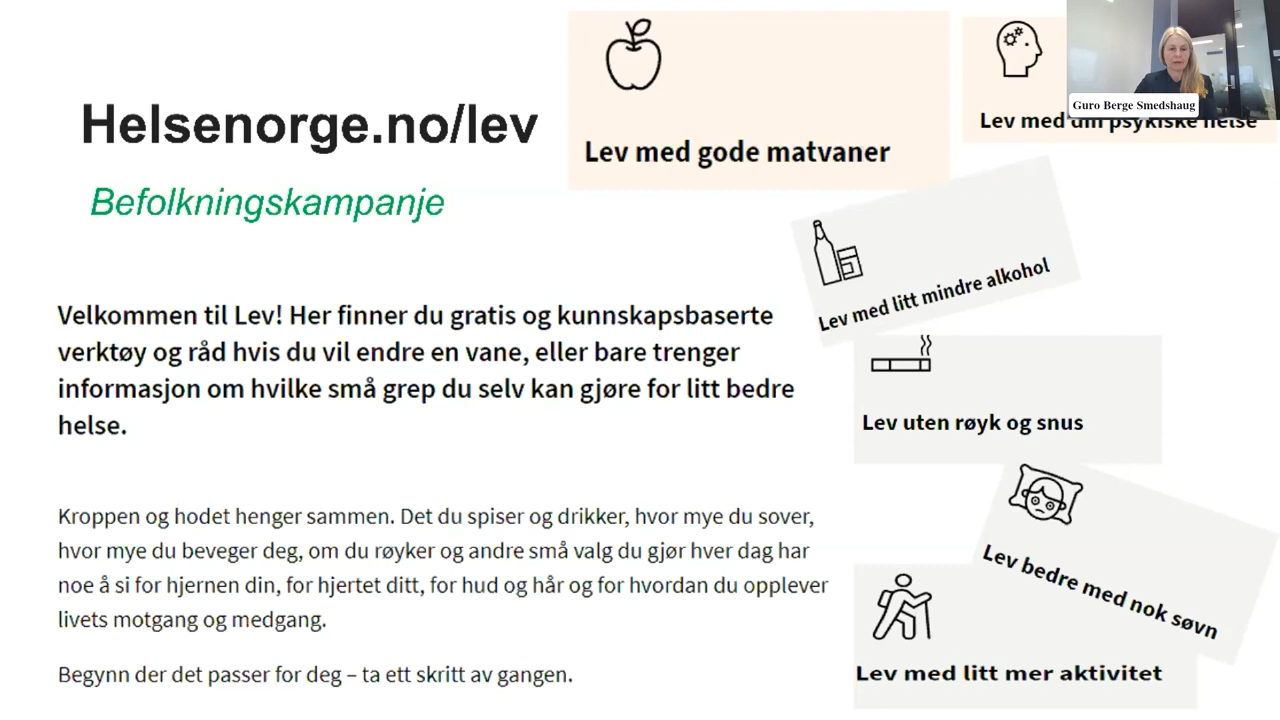 Helsenorge.no/lev
Befolkningskampanje
Velkommen til Lev! Her finner du gratis og kunnskapsbaserte
verktøy og råd hvis du vil endre en vane, eller bare trenger
informasjon om hvilke små grep du selv kan gjøre for litt bedre
helse.
Kroppen og hodet henger sammen. Det du spiser og drikker, hvor mye du sover,
hvor mye du beveger deg, om du røyker og andre små valg du gjør hver dag har
noe å si for hjernen din, for hjertet ditt, for hud og hår og for hvordan du opplever
livets motgang og medgang.
Begynn der det passer for deg – ta ett skritt av gangen.
Lev med gode matvaner
Lev med din psykiske helse
Guro Berge Smedshaug
Lev med litt mindre alkohol
Lev uten røyk og snus
Lev bedre med nok søvn
Lev med litt mer aktivitet